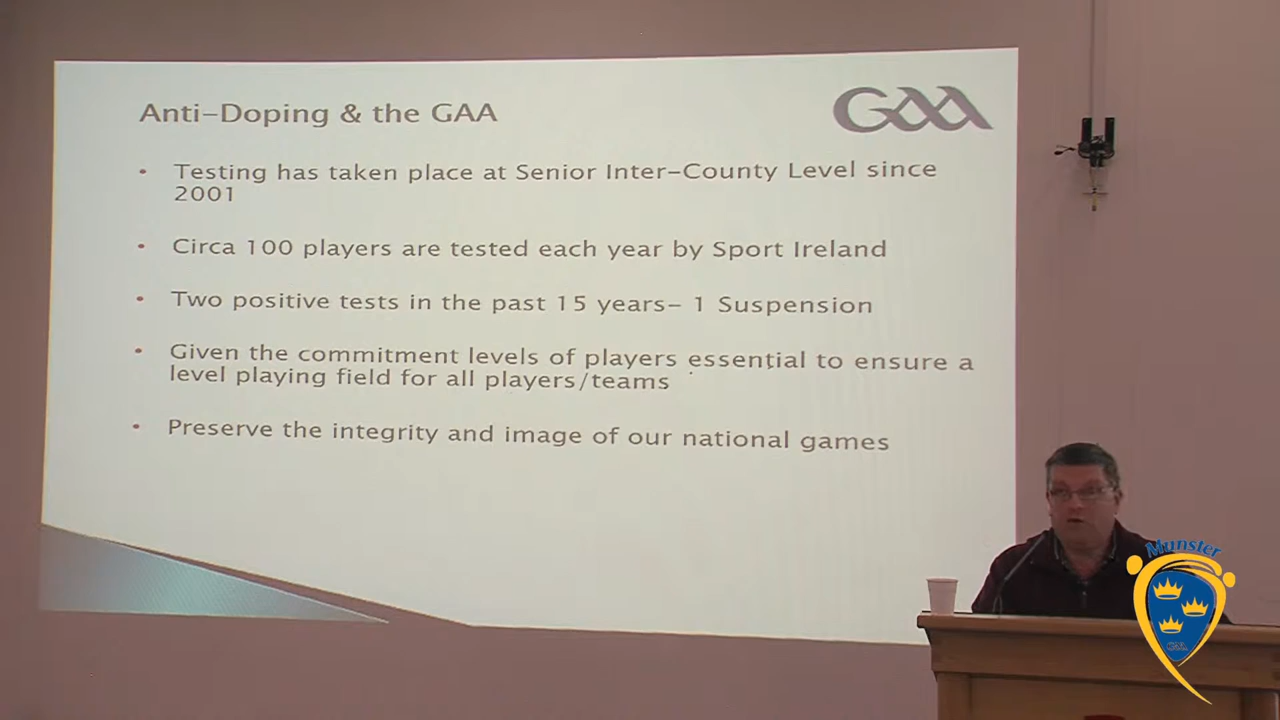 Anti-Doping & the GAA
GAA
• Testing has taken place at Senior Inter-County Level since
2001
• Circa 100 players are tested each year by Sport Ireland
• Two positive tests in the past 15 years- 1 Suspension
• Given the commitment levels of players essential to ensure a
level playing field for all players/teams
• Preserve the integrity and image of our national games
Munster
GAA